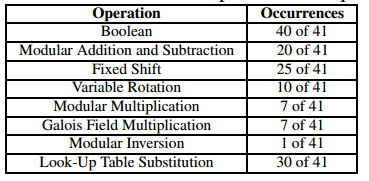 Operation Occurrences
Boolean 40 of 41
Modular Addition and Subtraction 20 of 41
Fixed Shift 25 of 41
Variable Rotation 10 of 41
Modular Multiplication 7 of 41
Galois Field Multiplication 7 of 41
Modular Inversion 1 of 41
Look-Up Table Substitution 30 of 41